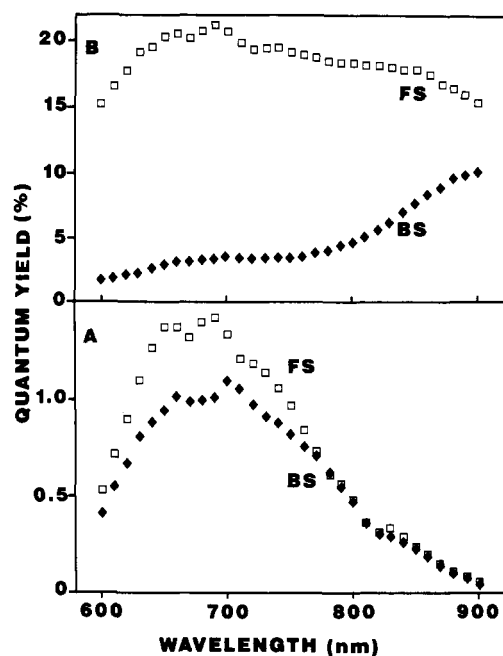 20
B
15
FS
10
BS
5
0
A
1.0
FS
0.5
BS
0
600
700
800
900
QUANTUM YIELD (%)
WAVELENGTH (nm)